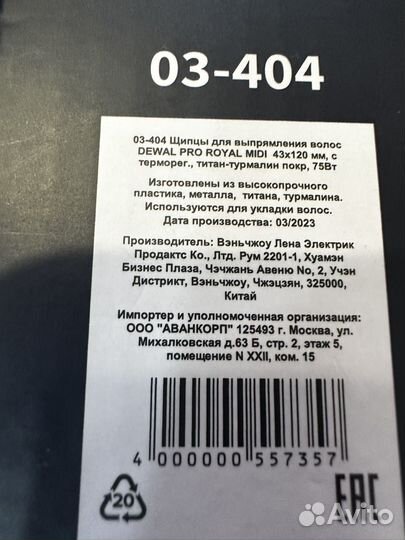 03-404
03-404 Щипцы для выпрямления волос
DEWAL PRO ROYAL MIDI 43х120 мм, с
терморег., титан-турмалин покр, 75Вт
Изготовлены из высокопрочного
пластика, металла, титана, турмалина.
Используются для укладки волос.
Дата производства: 03/2023
Производитель: Вэньчжоу Лена Электрик
Продактс Ко., Лтд. Рум 2201-1, Хуамэн
Бизнес Плаза, Чэчжань Авеню No, 2, Учэн
Дистрикт, Вэньчжоу, Чжэцзян, 325000,
Китай
Импортер и уполномоченная организация:
ООО "АВАНКОРП" 125493 г. Москва, ул.
Михалковская д.63 Б, стр. 2, этаж 5,
помещение N XXII, ком. 15
4 000000 557357
20
EAC
Avito